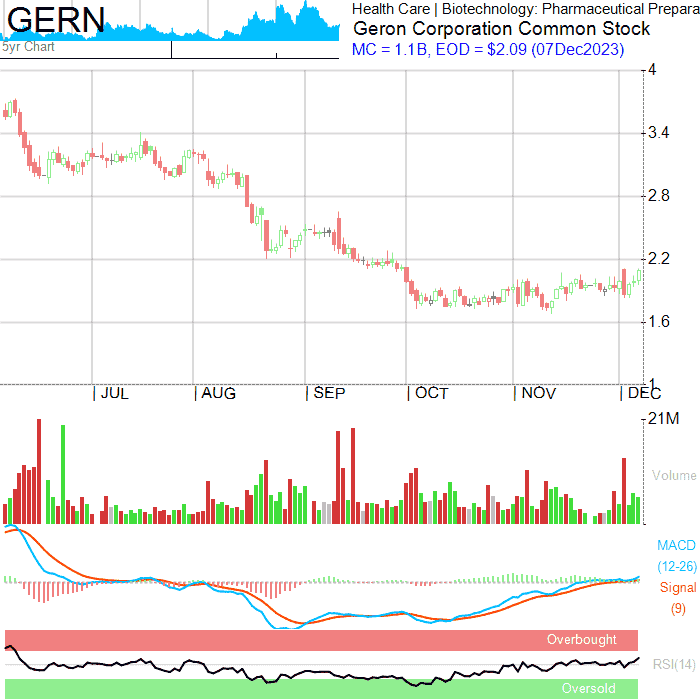 GERN
Health Care | Biotechnology: Pharmaceutical Prepara
Geron Corporation Common Stock
MC = 1.1B, EOD = $2.09 (07Dec2023)
5yr Chart
4
3.4
2.8
2.2
1.6
1
| JUL | AUG | SEP | OCT | NOV | DEC
21M
Volume
MACD
(12-26)
Signal
(9)
Overbought
RSI(14)
Oversold